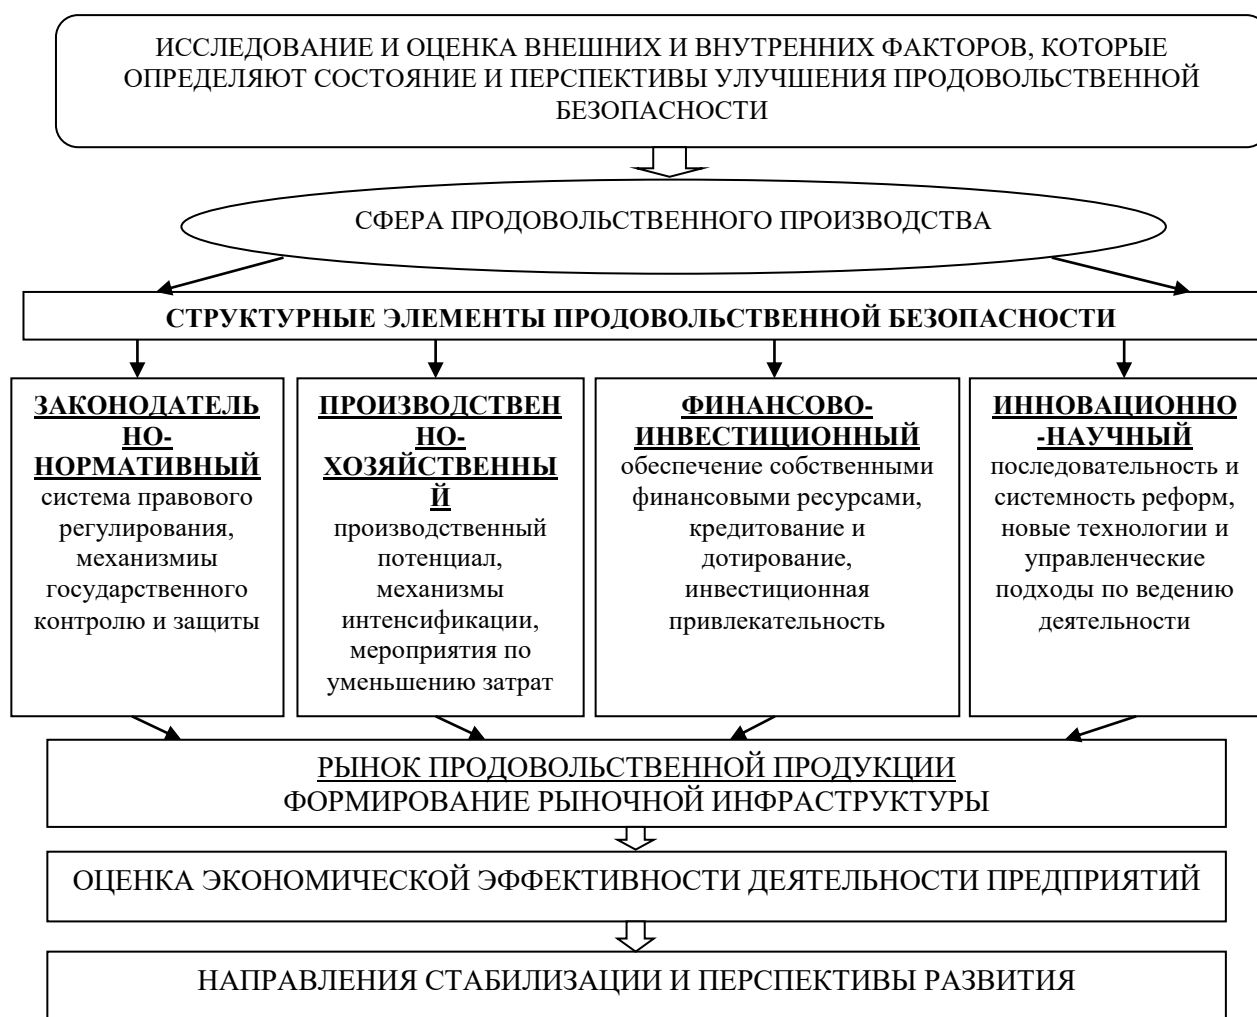 ИССЛЕДОВАНИЕ И ОЦЕНКА ВНЕШНИХ И ВНУТРЕННИХ ФАКТОРОВ, КОТОРЫЕ
ОПРЕДЕЛЯЮТ СОСТОЯНИЕ И ПЕРСПЕКТИВЫ УЛУЧШЕНИЯ ПРОДОВОЛЬСТВЕННОЙ
БЕЗОПАСНОСТИ
СФЕРА ПРОДОВОЛЬСТВЕННОГО ПРОИЗВОДСТВА
СТРУКТУРНЫЕ ЭЛЕМЕНТЫ ПРОДОВОЛЬСТВЕННОЙ БЕЗОПАСНОСТИ
ЗАКОНОДАТЕЛЬ
НО-
НОРМАТИВНЫЙ
система правового
регулирования,
механизмиы
государственного
контролю и защиты
ПРОИЗВОДСТВЕН
НО-
ХОЗЯЙСТВЕННЫ
Й
производственный
потенциал,
механизмы
интенсификации,
мероприятия по
уменьшению затрат
ФИНАНСОВО-
ИНВЕСТИЦИОННЫЙ
обеспечение собственными
финансовыми ресурсами,
кредитование и
дотирование,
инвестиционная
привлекательность
ИННОВАЦИОННО
-НАУЧНЫЙ
последовательность и
системность реформ,
новые технологии и
управленческие
подходы по ведению
деятельности
РЫНОК ПРОДОВОЛЬСТВЕННОЙ ПРОДУКЦИИ
ФОРМИРОВАНИЕ РЫНОЧНОЙ ИНФРАСТРУКТУРЫ
ОЦЕНКА ЭКОНОМИЧЕСКОЙ ЭФФЕКТИВНОСТИ ДЕЯТЕЛЬНОСТИ ПРЕДПРИЯТИЙ
НАПРАВЛЕНИЯ СТАБИЛИЗАЦИИ И ПЕРСПЕКТИВЫ РАЗВИТИЯ